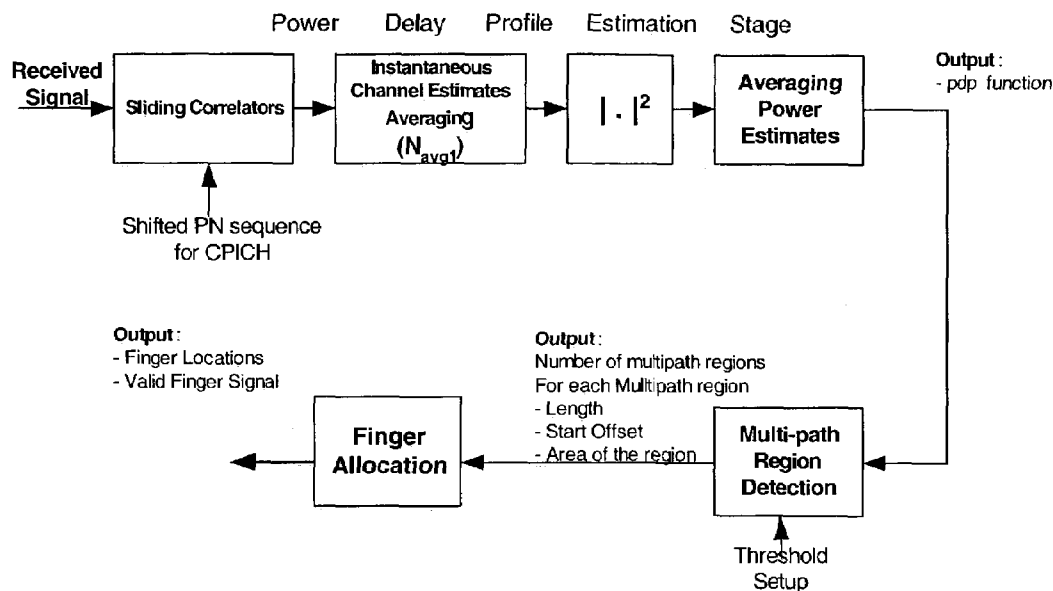 Power Delay Profile Estimation Stage
Received
Signal
Sliding Correlators
Instantaneous
Channel Estimates
Averaging
(N_avg1)
| . |²
Averaging
Power
Estimates
Output :
- pdp function
Shifted PN sequence
for CPICH
Output :
- Finger Locations
- Valid Finger Signal
Finger
Allocation
Output :
Number of multipath regions
For each Multipath region
- Length
- Start Offset
- Area of the region
Multi-path
Region
Detection
Threshold
Setup